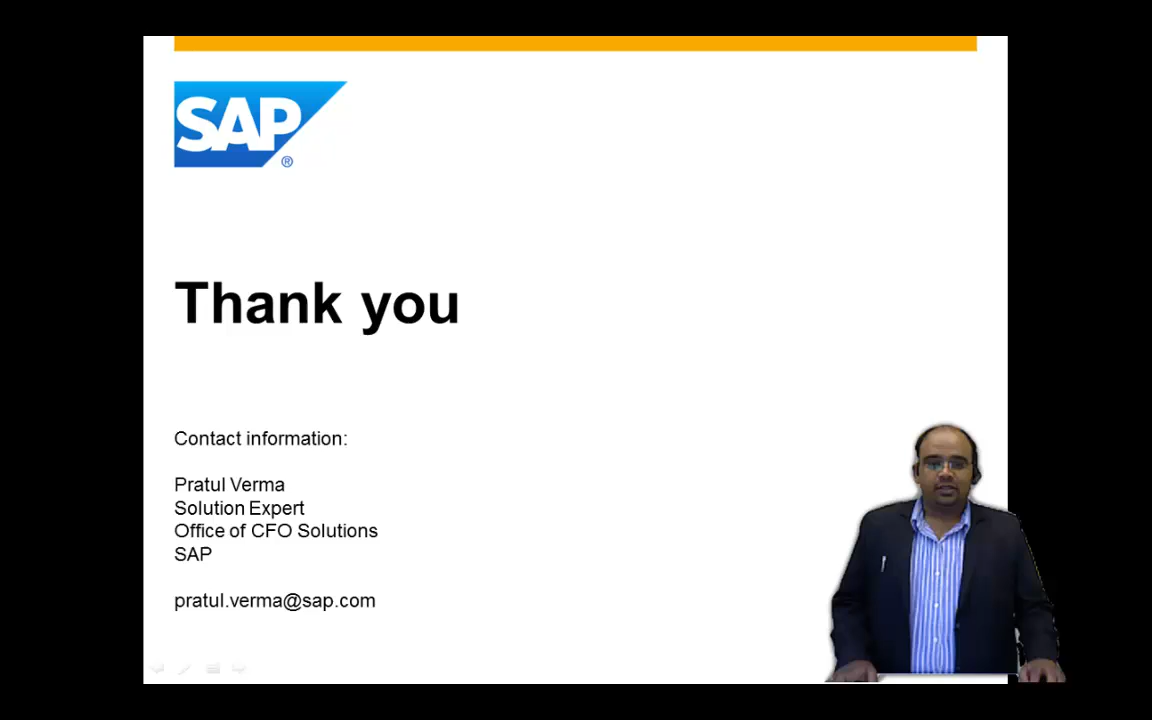 SAP
®
Thank you
Contact information:
Pratul Verma
Solution Expert
Office of CFO Solutions
SAP
pratul.verma@sap.com